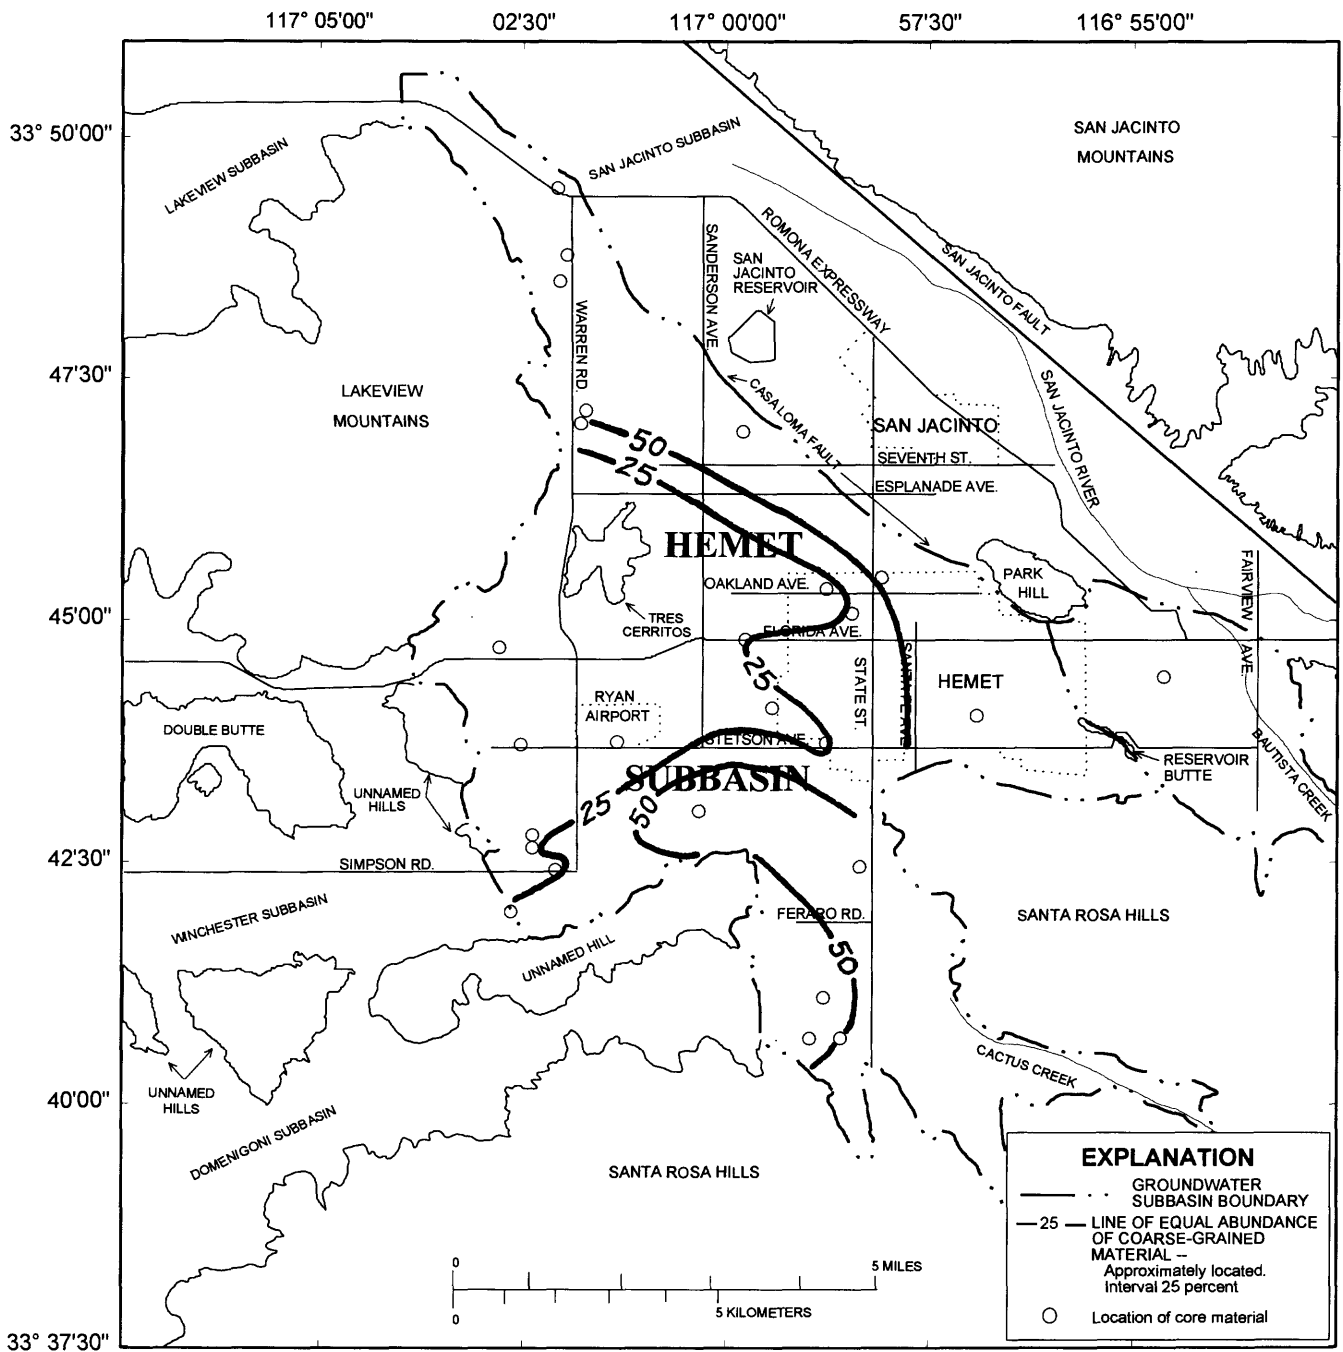 117° 05'00"
02'30"
117° 00'00"
57'30"
116° 55'00"
33° 50'00"
47'30"
45'00"
42'30"
40'00"
33° 37'30"
SAN JACINTO
MOUNTAINS
LAKEVIEW SUBBASIN
SAN JACINTO SUBBASIN
ROMONA EXPRESSWAY
SANDERSON AVE.
SAN
JACINTO
RESERVOIR
SAN JACINTO FAULT
WARREN RD.
LAKEVIEW
MOUNTAINS
CASA LOMA FAULT
SAN JACINTO
SAN JACINTO RIVER
50
25
SEVENTH ST.
ESPLANADE AVE.
HEMET
OAKLAND AVE.
PARK
HILL
FAIRVIEW AVE.
TRES
CERRITOS
FLORIDA AVE.
25
STATE ST.
SANTA FE AVE
HEMET
RYAN
AIRPORT
DOUBLE BUTTE
STETSON AVE.
RESERVOIR
BUTTE
BAUTISTA CREEK
SUBBASIN
UNNAMED
HILLS
25
50
SIMPSON RD.
WINCHESTER SUBBASIN
FERARO RD.
SANTA ROSA HILLS
UNNAMED HILL
50
CACTUS CREEK
UNNAMED
HILLS
DOMENIGONI SUBBASIN
SANTA ROSA HILLS
EXPLANATION
GROUNDWATER
SUBBASIN BOUNDARY
25
LINE OF EQUAL ABUNDANCE
OF COARSE-GRAINED
MATERIAL --
Approximately located.
Interval 25 percent
Location of core material
0
5 MILES
0
5 KILOMETERS